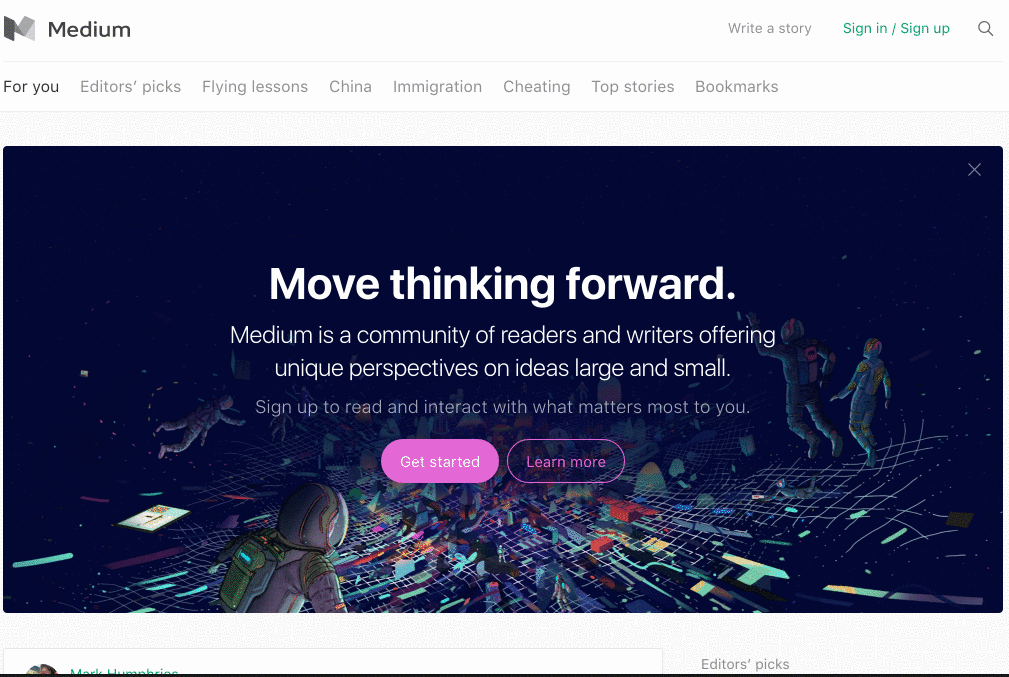 Medium
Write a story
Sign in / Sign up
For you
Editors’ picks
Flying lessons
China
Immigration
Cheating
Top stories
Bookmarks
Move thinking forward.
Medium is a community of readers and writers offering
unique perspectives on ideas large and small.
Sign up to read and interact with what matters most to you.
Get started
Learn more
Mark Humphries
Editors’ picks